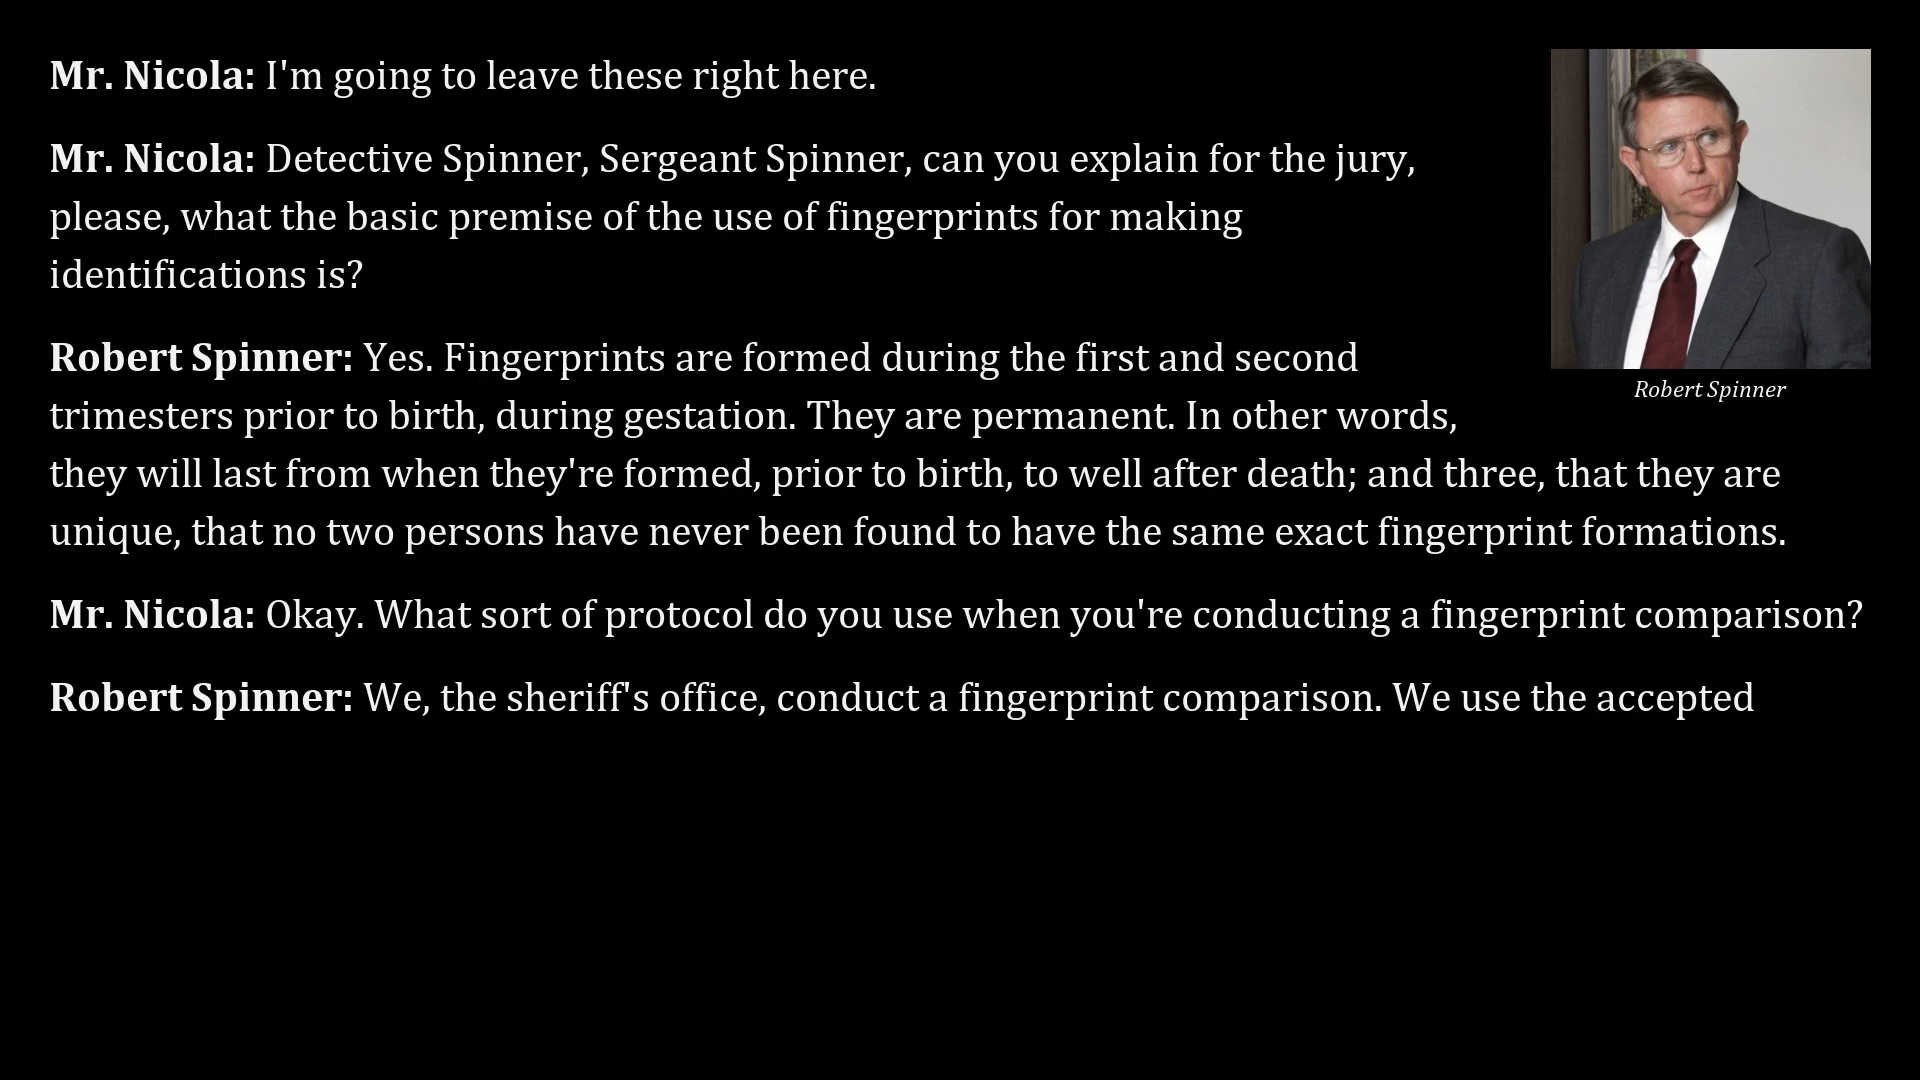 Mr. Nicola: I'm going to leave these right here.
Mr. Nicola: Detective Spinner, Sergeant Spinner, can you explain for the jury,
please, what the basic premise of the use of fingerprints for making
identifications is?
Robert Spinner: Yes. Fingerprints are formed during the first and second
trimesters prior to birth, during gestation. They are permanent. In other words,
they will last from when they're formed, prior to birth, to well after death; and three, that they are
unique, that no two persons have never been found to have the same exact fingerprint formations.
Mr. Nicola: Okay. What sort of protocol do you use when you're conducting a fingerprint comparison?
Robert Spinner: We, the sheriff's office, conduct a fingerprint comparison. We use the accepted
Robert Spinner